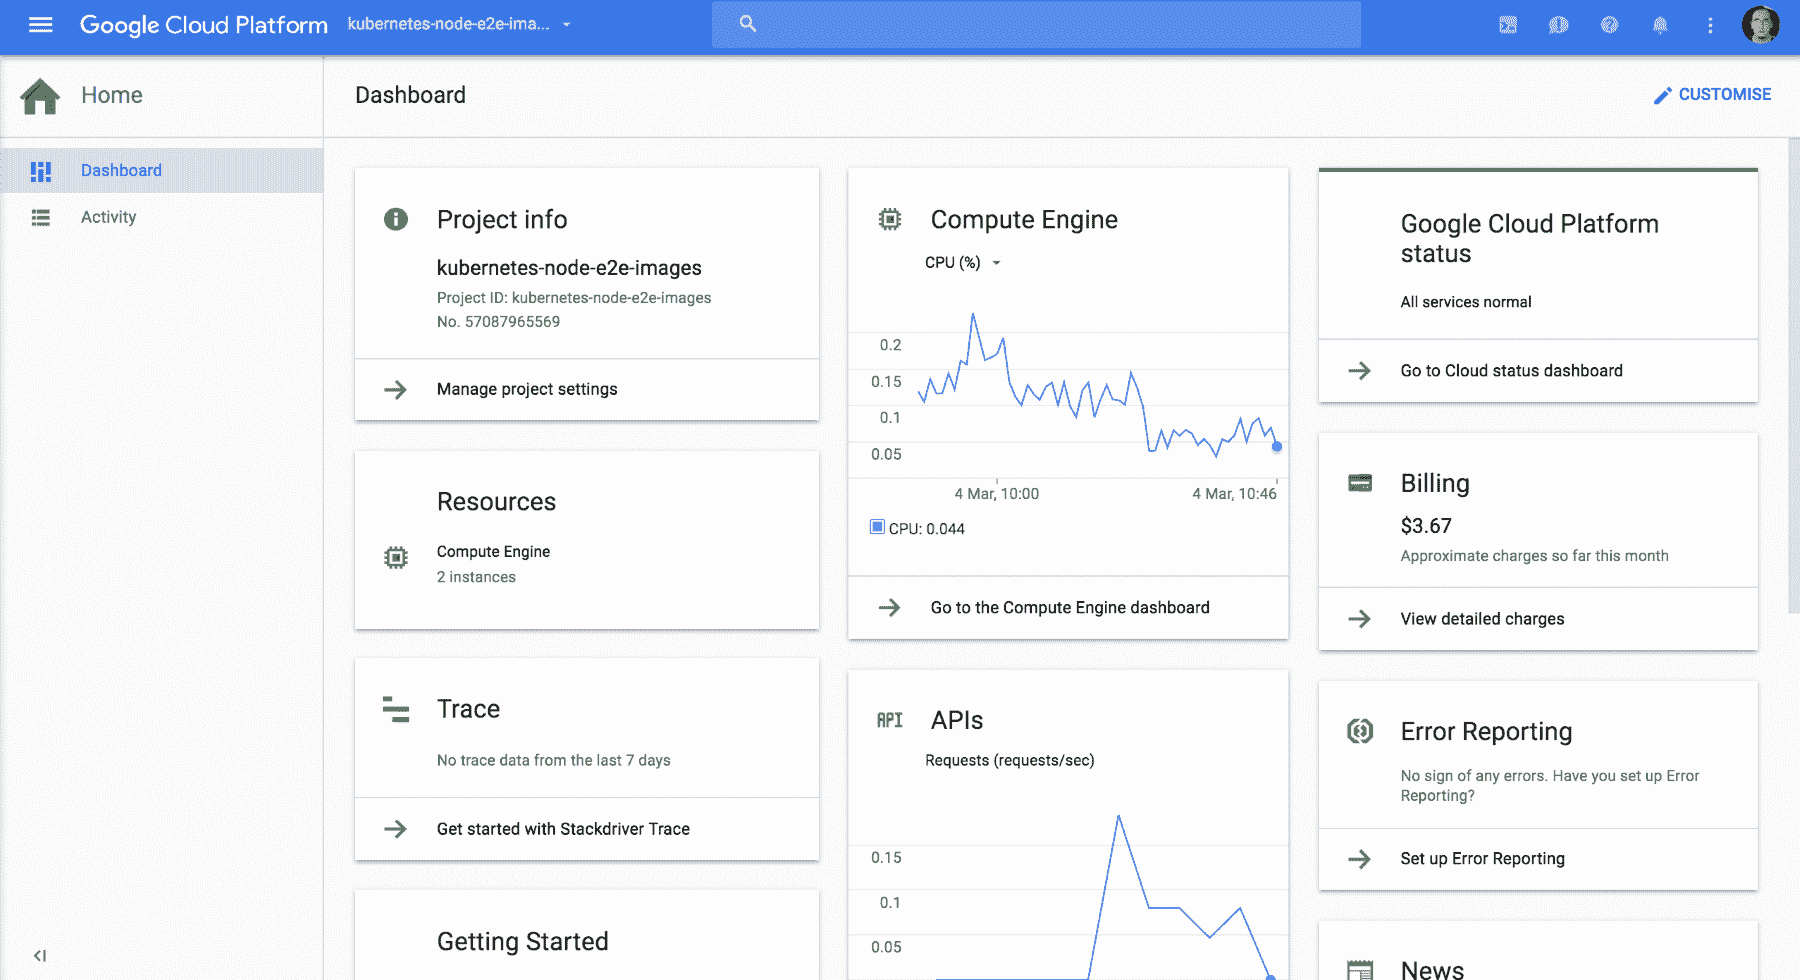 Google Cloud Platform
kubernetes-node-e2e-ima...
Home
Dashboard
CUSTOMISE
Dashboard
Activity
Project info
kubernetes-node-e2e-images
Project ID: kubernetes-node-e2e-images
No. 57087965569
Manage project settings
Resources
Compute Engine
2 instances
Trace
No trace data from the last 7 days
Get started with Stackdriver Trace
Getting Started
Compute Engine
CPU (%)
0.2
0.15
0.1
0.05
4 Mar, 10:00
4 Mar, 10:46
CPU: 0.044
Go to the Compute Engine dashboard
API
APIs
Requests (requests/sec)
0.15
0.1
0.05
Google Cloud Platform
status
All services normal
Go to Cloud status dashboard
Billing
$3.67
Approximate charges so far this month
View detailed charges
Error Reporting
No sign of any errors. Have you set up Error
Reporting?
Set up Error Reporting
News